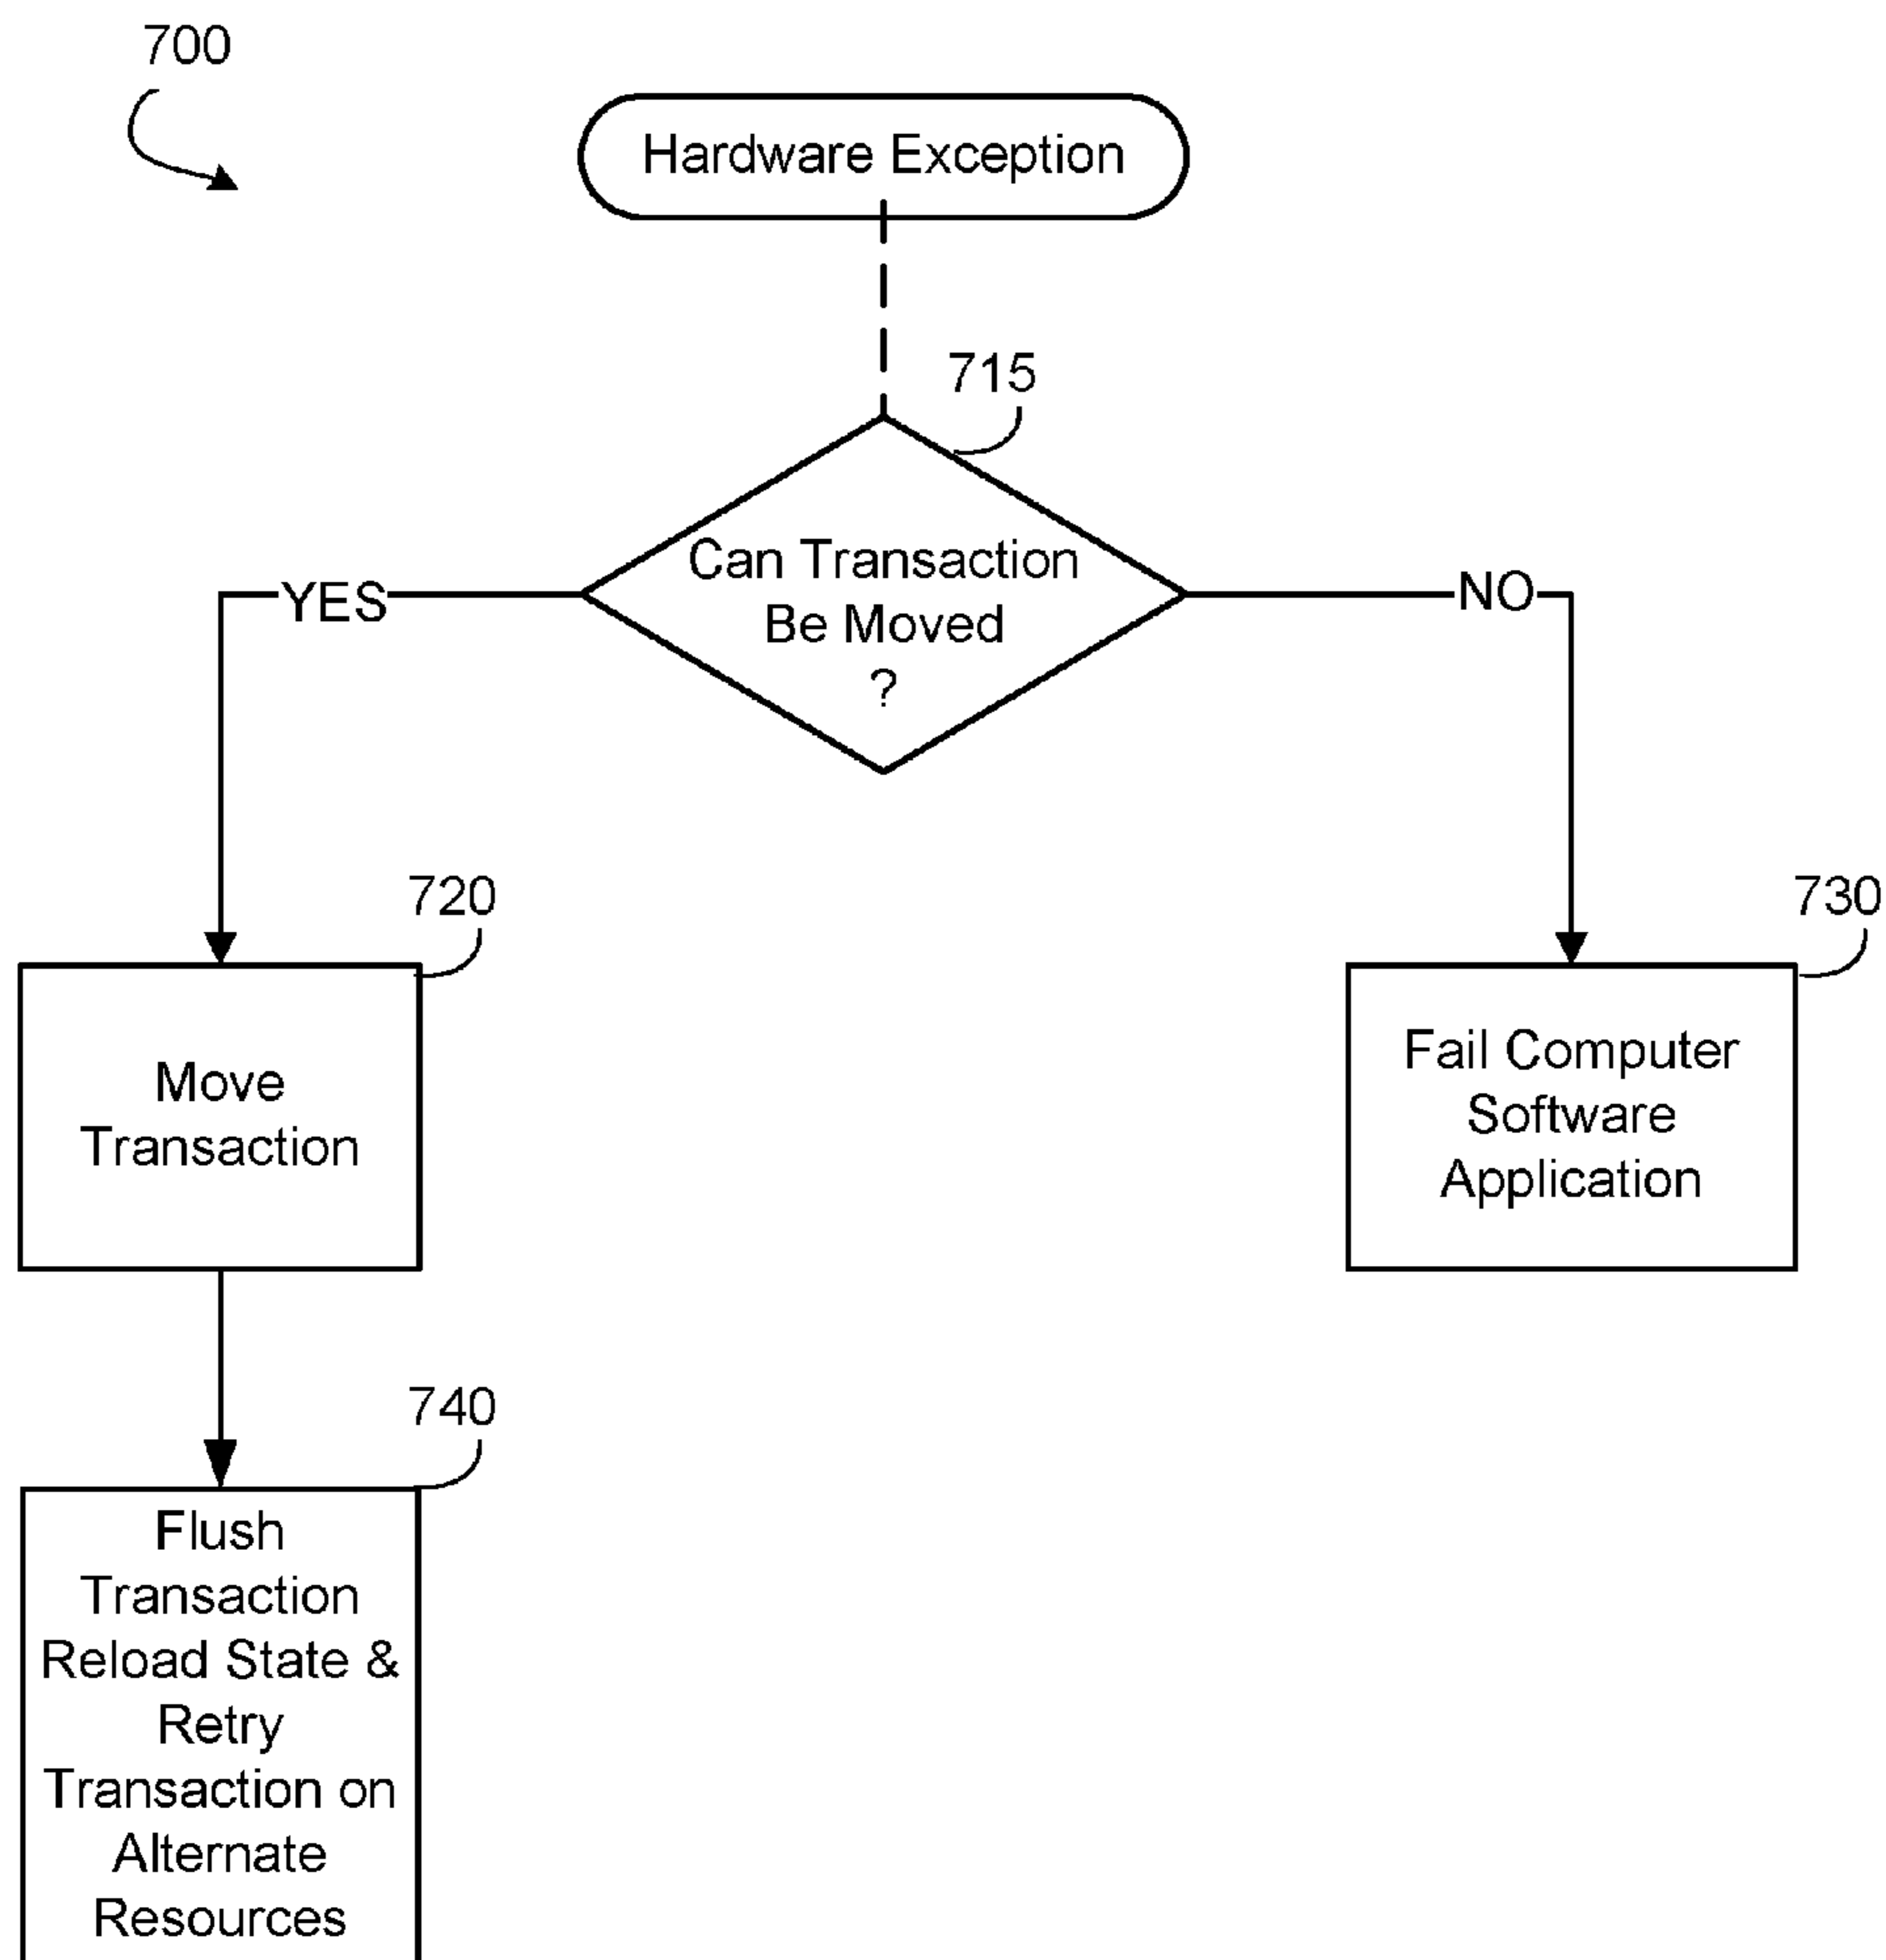 700
Hardware Exception
715
Can Transaction
Be Moved
?
YES
NO
720
730
Move
Transaction
Fail Computer
Software
Application
740
Flush
Transaction
Reload State &
Retry
Transaction on
Alternate
Resources